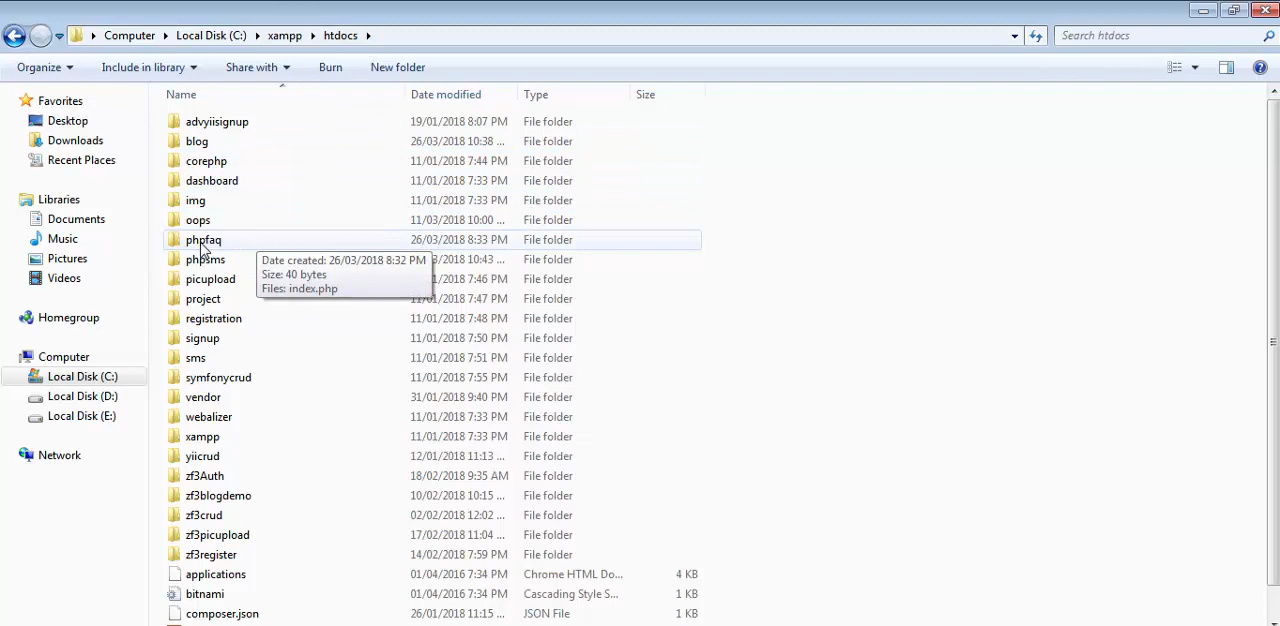 Computer Local Disk (C:) xampp htdocs Search htdocs
Organize Include in library Share with Burn New folder
Favorites
Desktop
Downloads
Recent Places
Libraries
Documents
Music
Pictures
Videos
Homegroup
Computer
Local Disk (C:)
Local Disk (D:)
Local Disk (E:)
Network
Name Date modified Type Size
advyiisignup 19/01/2018 8:07 PM File folder
blog 26/03/2018 10:38 ... File folder
corephp 11/01/2018 7:44 PM File folder
dashboard 11/01/2018 7:33 PM File folder
img 11/01/2018 7:33 PM File folder
oops 11/03/2018 10:00 ... File folder
phpfaq 26/03/2018 8:33 PM File folder
/2018 10:43 ... File folder
picupload /2018 7:46 PM File folder
project 11/01/2018 7:47 PM File folder
Date created: 26/03/2018 8:32 PM
Size: 40 bytes
Files: index.php
registration 11/01/2018 7:48 PM File folder
signup 11/01/2018 7:50 PM File folder
sms 11/01/2018 7:51 PM File folder
symfonycrud 11/01/2018 7:55 PM File folder
vendor 31/01/2018 9:40 PM File folder
webalizer 11/01/2018 7:33 PM File folder
xampp 11/01/2018 7:33 PM File folder
yiicrud 12/01/2018 11:13 ... File folder
zf3Auth 18/02/2018 9:35 AM File folder
zf3blogdemo 10/02/2018 10:15 ... File folder
zf3crud 02/02/2018 12:02 ... File folder
zf3picupload 17/02/2018 11:04 ... File folder
zf3register 14/02/2018 7:59 PM File folder
applications 01/04/2016 7:34 PM Chrome HTML Do... 4 KB
bitnami 01/04/2016 7:34 PM Cascading Style S... 1 KB
composer.json 26/01/2018 11:15 ... JSON File 1 KB